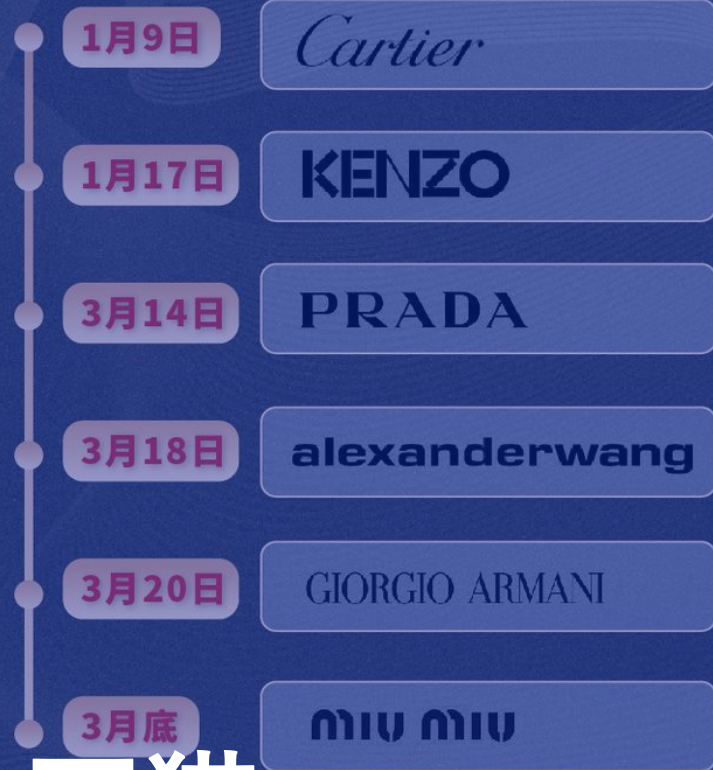 1月9日 Cartier
1月17日 KENZO
3月14日 PRADA
3月18日 alexanderwang
3月20日 GIORGIO ARMANI
3月底 miu miu